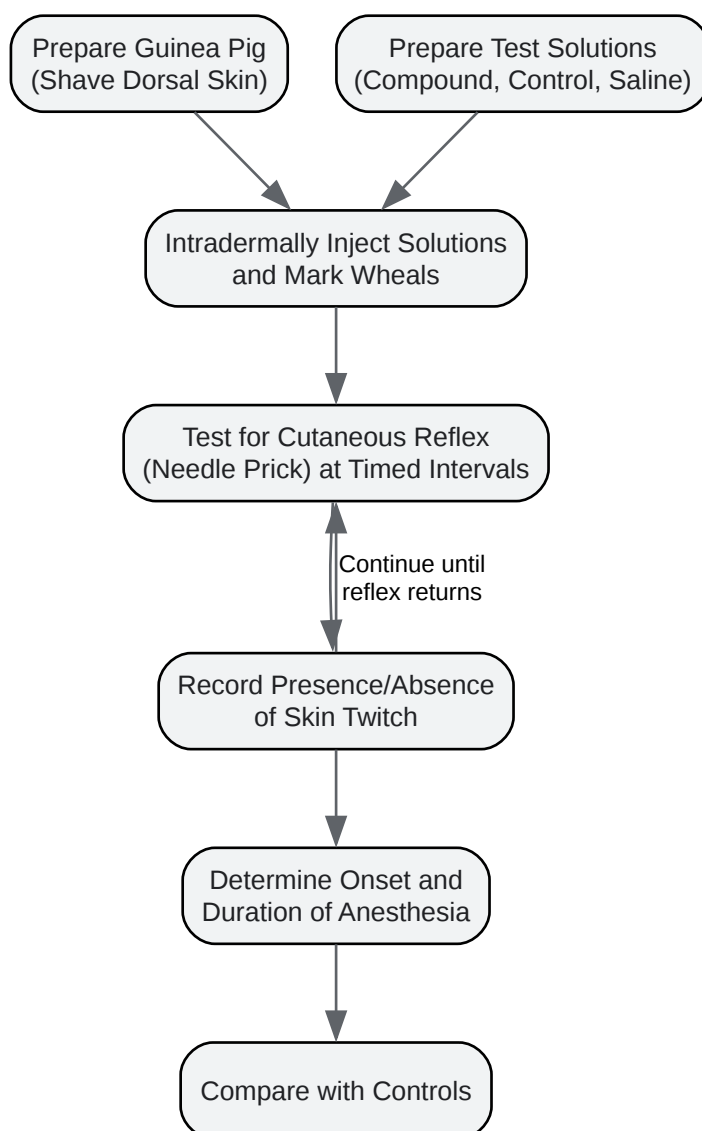 Prepare Guinea Pig
(Shave Dorsal Skin)
Prepare Test Solutions
(Compound, Control, Saline)
Intradermally Inject Solutions
and Mark Wheals
Test for Cutaneous Reflex
(Needle Prick) at Timed Intervals
Continue until
reflex returns
Record Presence/Absence
of Skin Twitch
Determine Onset and
Duration of Anesthesia
Compare with Controls